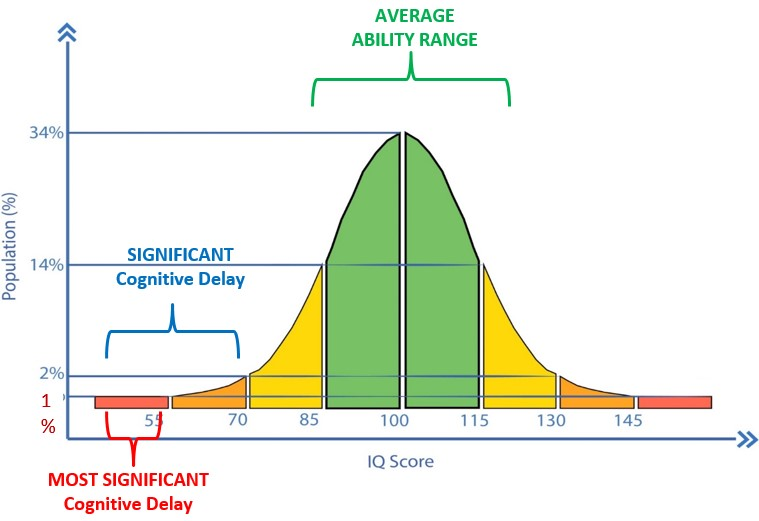 AVERAGE
ABILITY RANGE
34%
SIGNIFICANT
Cognitive Delay
14%
Population (%)
2%
1
%
55 70 85 100 115 130 145
IQ Score
MOST SIGNIFICANT
Cognitive Delay